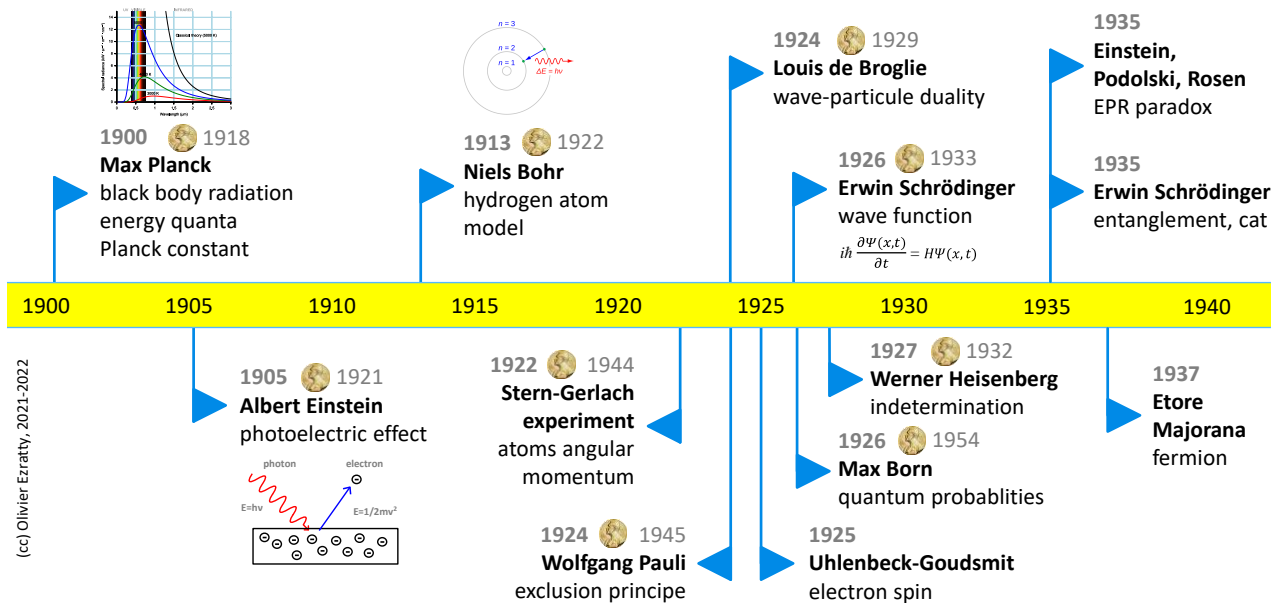 Classical theory (5000 K)
Wavelength (μm)
1900 1918
Max Planck
black body radiation
energy quanta
Planck constant
n = 3
n = 2
n = 1
ΔE = hν
1913 1922
Niels Bohr
hydrogen atom
model
1924 1929
Louis de Broglie
wave-particule duality
1926 1933
Erwin Schrödinger
wave function
iħ ∂Ψ(x,t)/∂t = HΨ(x,t)
1935
Einstein,
Podolski, Rosen
EPR paradox
1935
Erwin Schrödinger
entanglement, cat
1900 1905 1910 1915 1920 1925 1930 1935 1940
1905 1921
Albert Einstein
photoelectric effect
photon electron
E=hν
E=1/2mv²
1922 1944
Stern-Gerlach
experiment
atoms angular
momentum
1924 1945
Wolfgang Pauli
exclusion principe
1927 1932
Werner Heisenberg
indetermination
1926 1954
Max Born
quantum probablities
1925
Uhlenbeck-Goudsmit
electron spin
1937
Etore
Majorana
fermion
(cc) Olivier Ezratty, 2021-2022